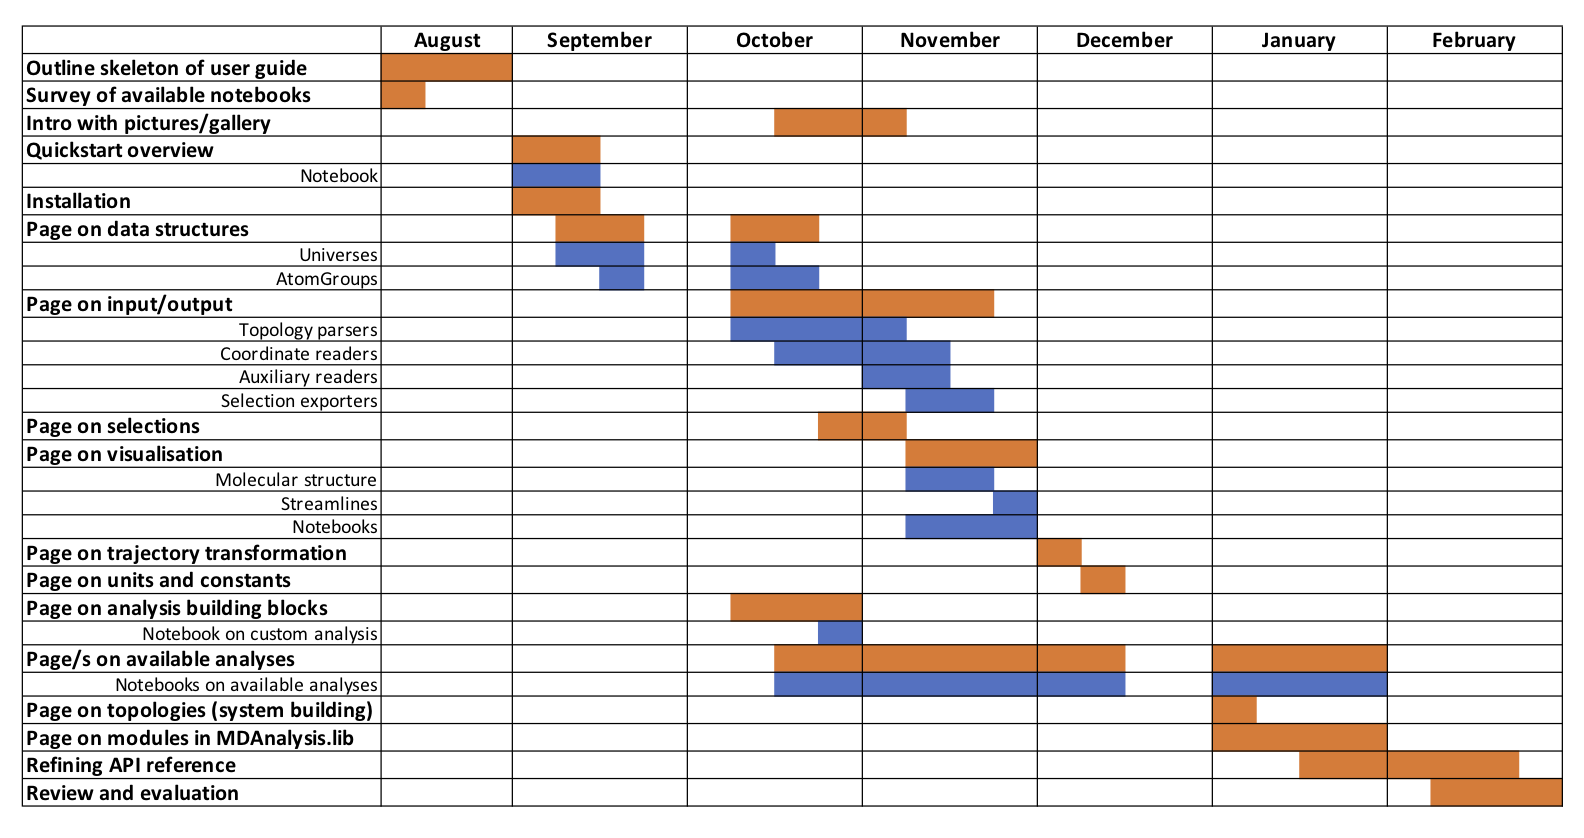 August September October November December January February
Outline skeleton of user guide
Survey of available notebooks
Intro with pictures/gallery
Quickstart overview
Notebook
Installation
Page on data structures
Universes
AtomGroups
Page on input/output
Topology parsers
Coordinate readers
Auxiliary readers
Selection exporters
Page on selections
Page on visualisation
Molecular structure
Streamlines
Notebooks
Page on trajectory transformation
Page on units and constants
Page on analysis building blocks
Notebook on custom analysis
Page/s on available analyses
Notebooks on available analyses
Page on topologies (system building)
Page on modules in MDAnalysis.lib
Refining API reference
Review and evaluation